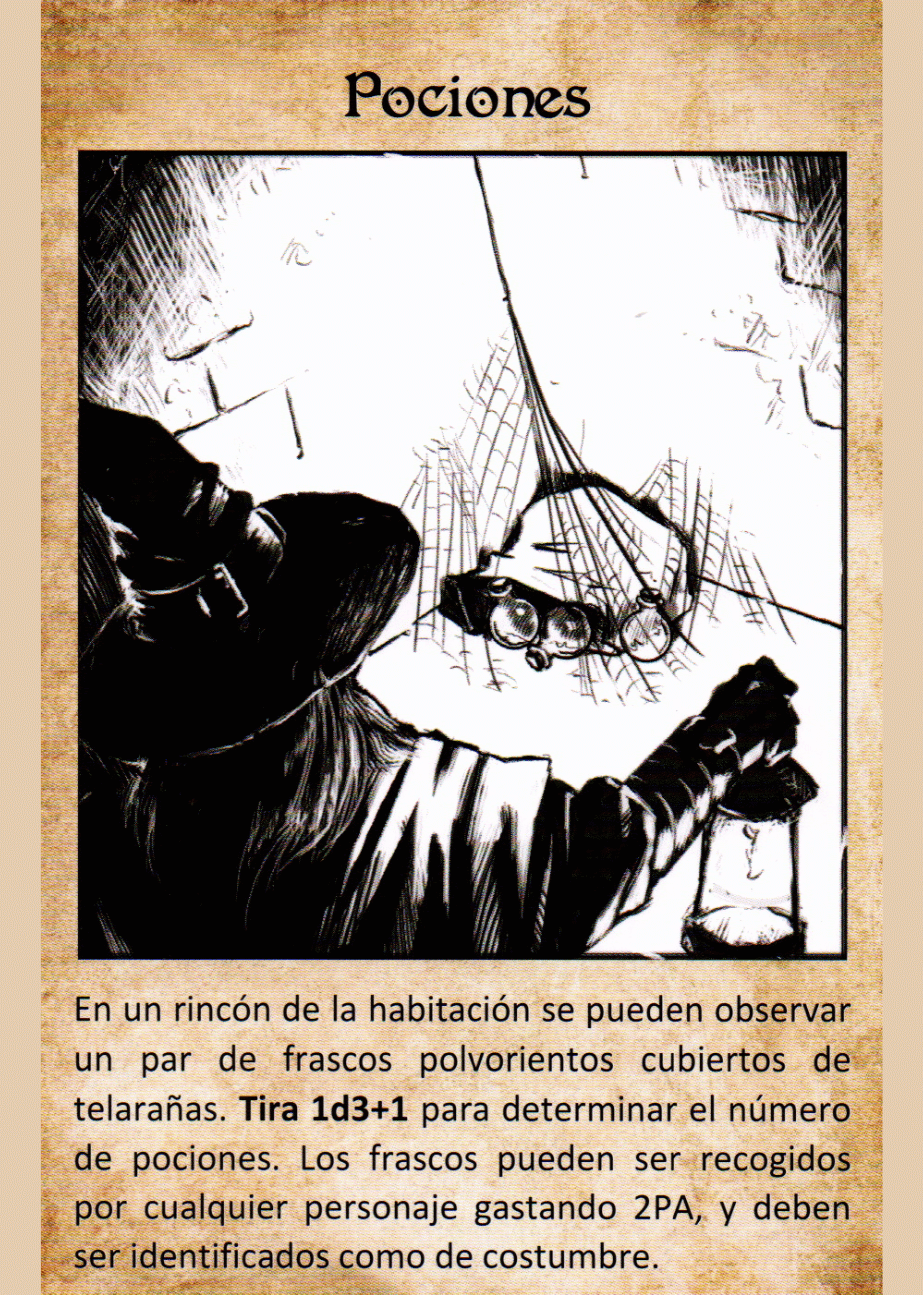 Pociones
En un rincón de la habitación se pueden observar
un par de frascos polvorientos cubiertos de
telarañas. Tira 1d3+1 para determinar el número
de pociones. Los frascos pueden ser recogidos
por cualquier personaje gastando 2PA, y deben
ser identificados como de costumbre.